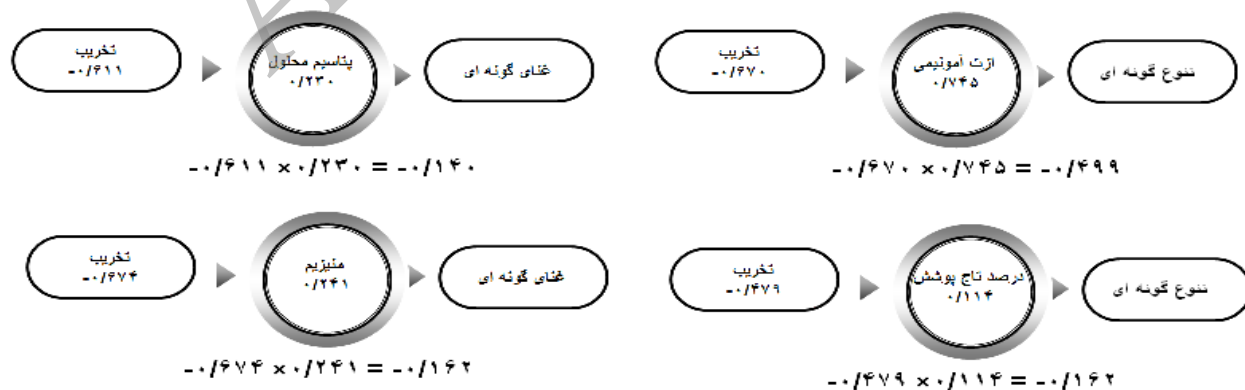 تخریب
-۰/۶۱۱
پتاسیم محلول
۰/۲۳۰
غنای گونه ای
-۰/۶۱۱ ×۰/۲۳۰ = -۰/۱۴۰
تخریب
-۰/۶۷۰
ازت آمونیمی
۰/۷۴۵
تنوع گونه ای
-۰/۶۷۰ ×۰/۷۴۵ = -۰/۴۹۹
تخریب
-۰/۶۷۴
منیزیم
۰/۲۴۱
غنای گونه ای
-۰/۶۷۴ ×۰/۲۴۱ = -۰/۱۶۲
تخریب
-۰/۴۷۹
درصد تاج پوشش
۰/۱۱۴
تنوع گونه ای
-۰/۴۷۹ ×۰/۱۱۴ = -۰/۱۶۲